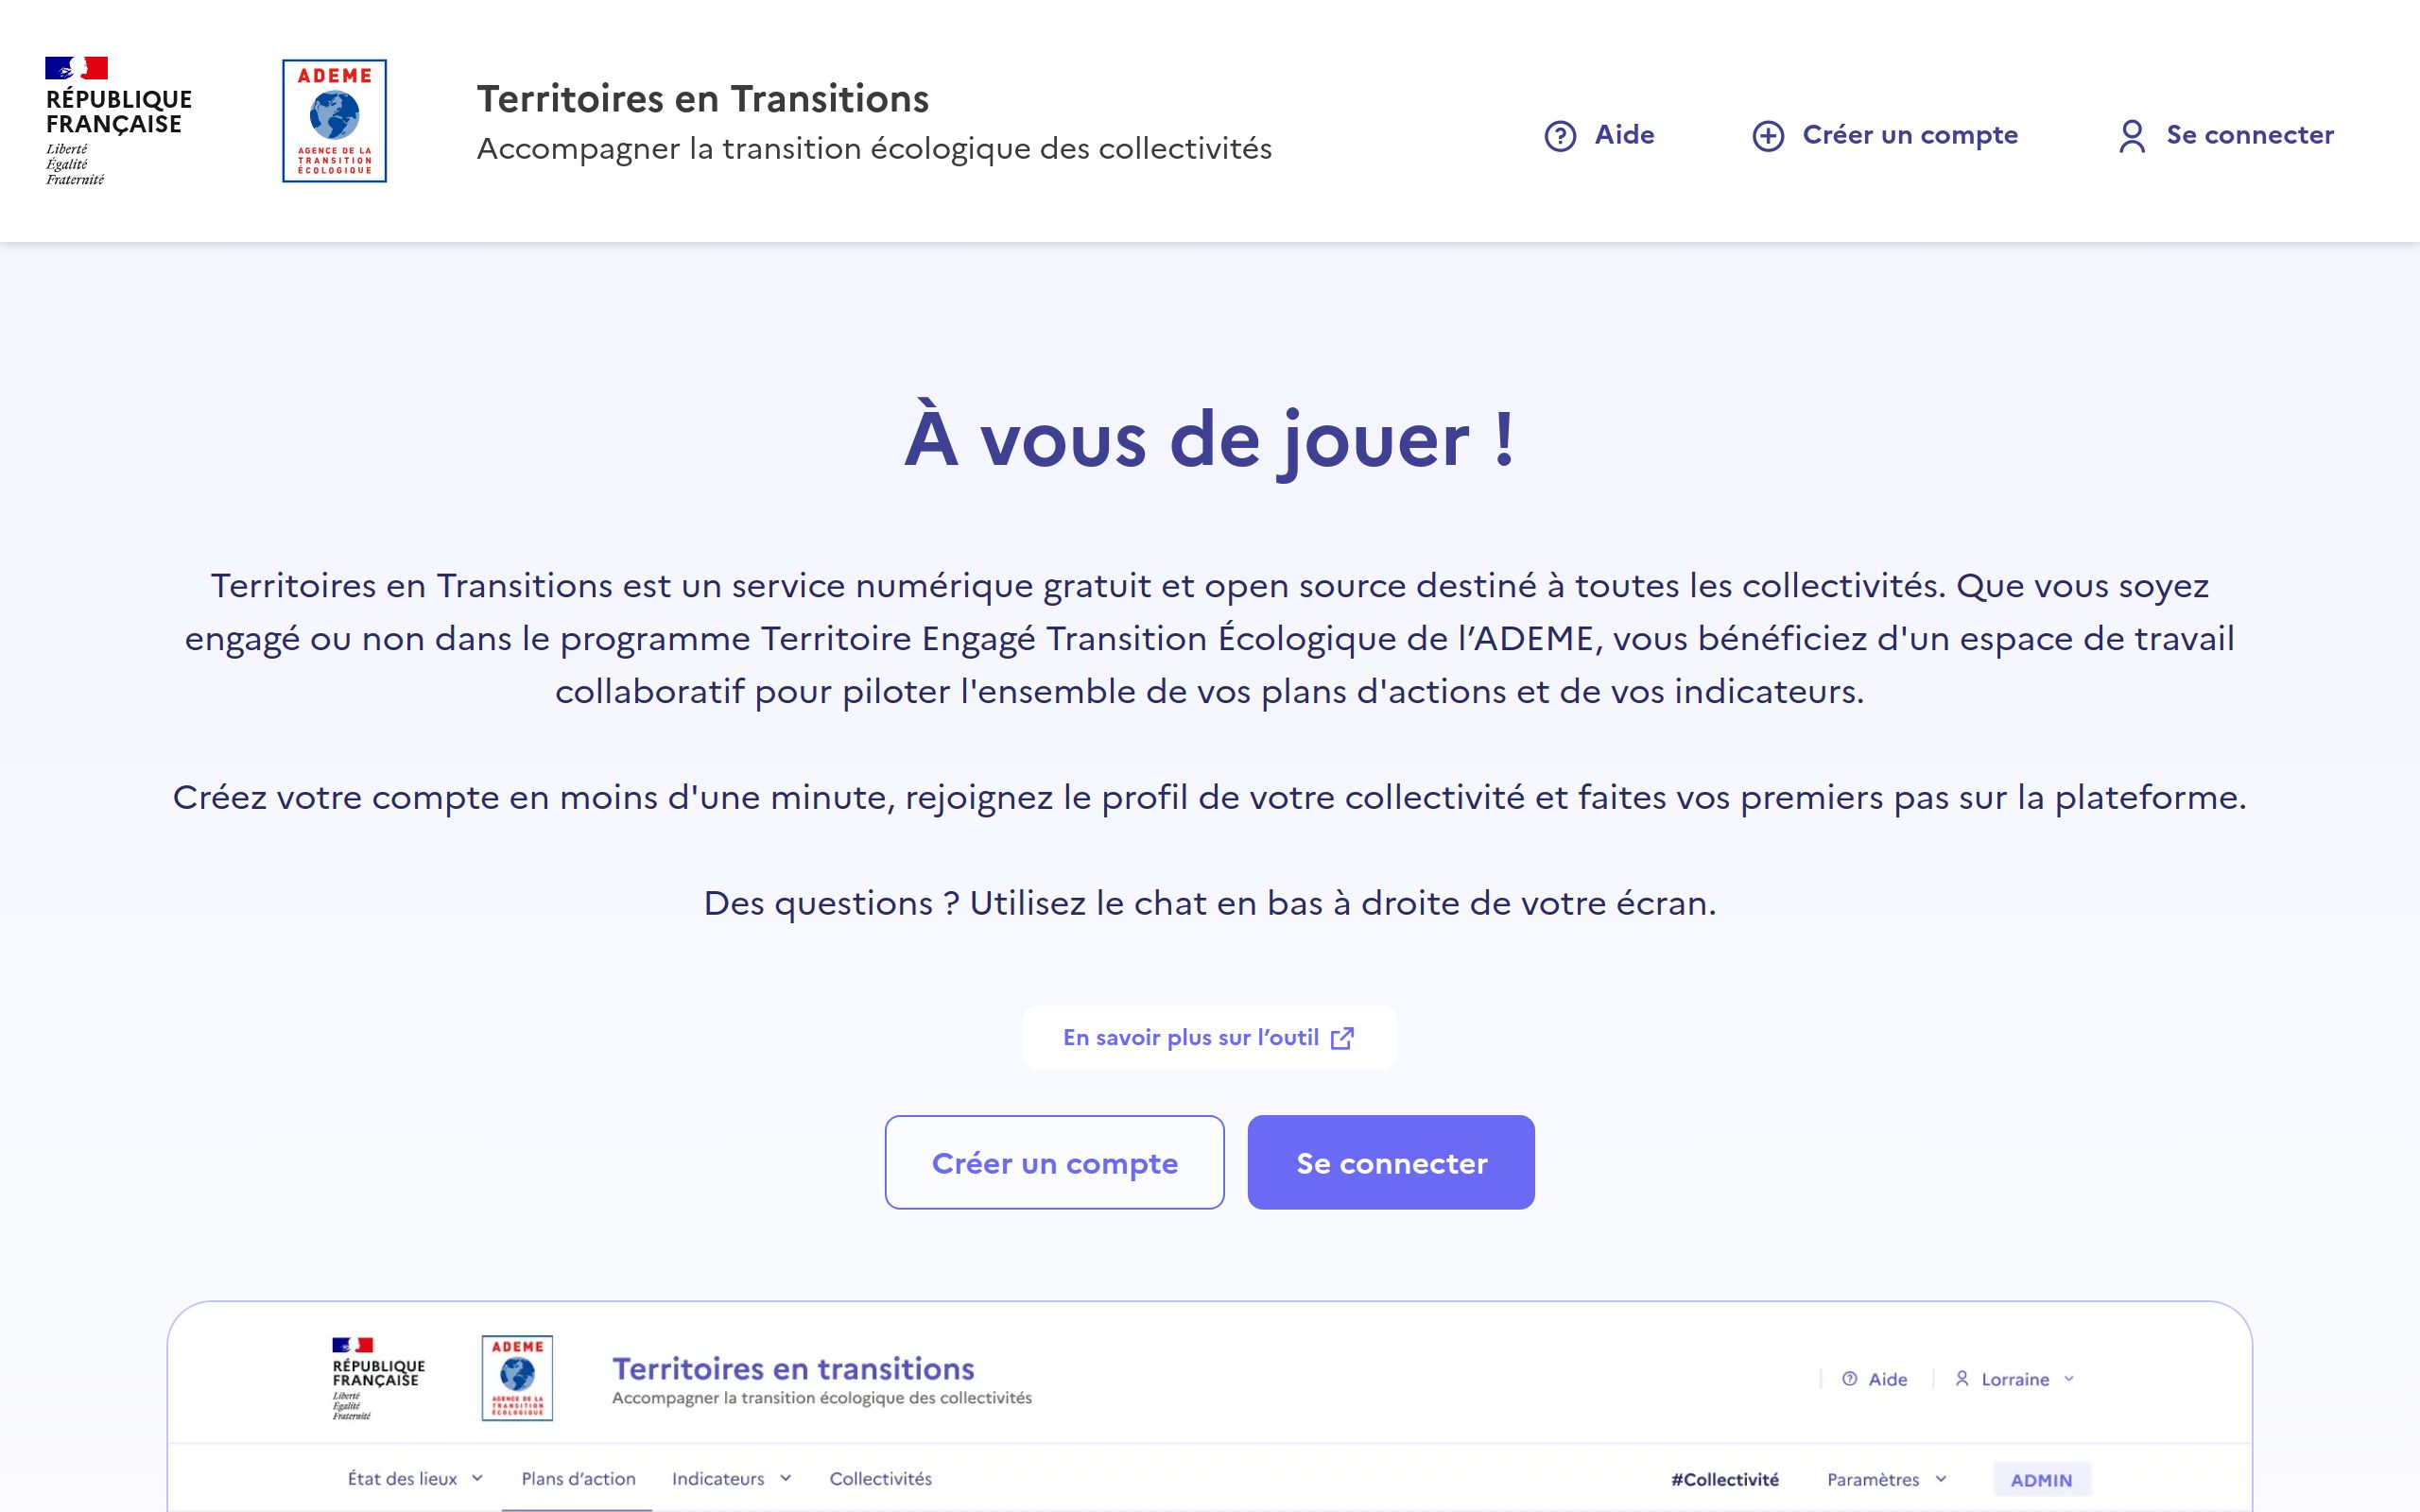 RÉPUBLIQUE
FRANÇAISE
Liberté
Égalité
Fraternité
ADEME
AGENCE DE LA
TRANSITION
ÉCOLOGIQUE
Territoires en Transitions
Accompagner la transition écologique des collectivités
Aide
Créer un compte
Se connecter
À vous de jouer !
Territoires en Transitions est un service numérique gratuit et open source destiné à toutes les collectivités. Que vous soyez
engagé ou non dans le programme Territoire Engagé Transition Écologique de l’ADEME, vous bénéficiez d'un espace de travail
collaboratif pour piloter l'ensemble de vos plans d'actions et de vos indicateurs.
Créez votre compte en moins d'une minute, rejoignez le profil de votre collectivité et faites vos premiers pas sur la plateforme.
Des questions ? Utilisez le chat en bas à droite de votre écran.
En savoir plus sur l’outil
Créer un compte
Se connecter
RÉPUBLIQUE
FRANÇAISE
Liberté
Égalité
Fraternité
ADEME
AGENCE DE LA
TRANSITION
ÉCOLOGIQUE
Territoires en transitions
Accompagner la transition écologique des collectivités
Aide
Lorraine
État des lieux
Plans d’action
Indicateurs
Collectivités
#Collectivité
Paramètres
ADMIN